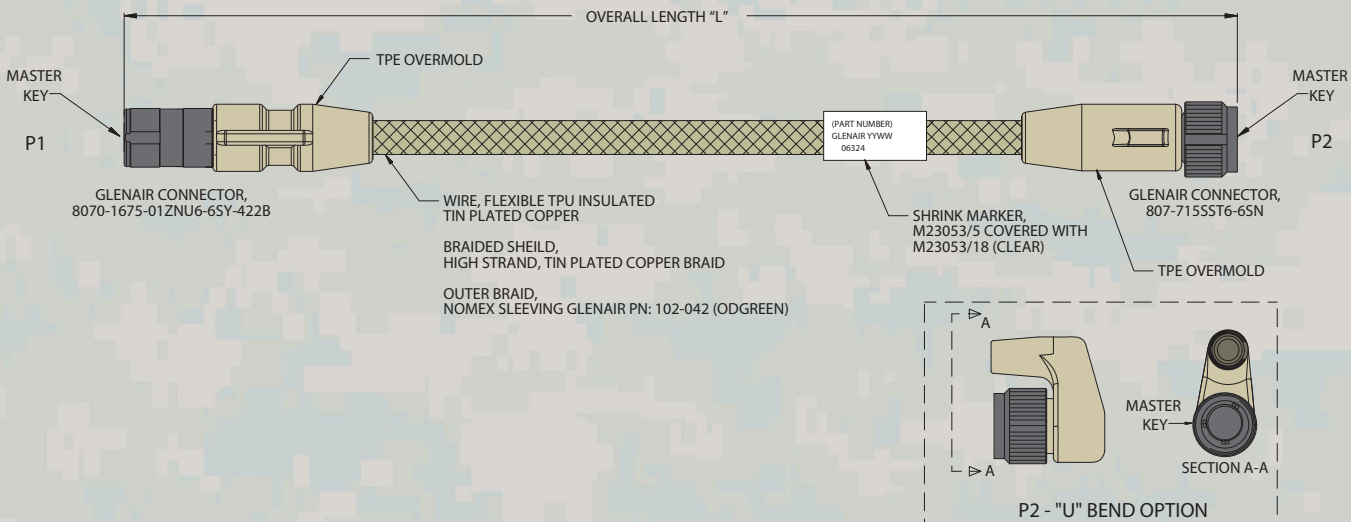 OVERALL LENGTH "L"
TPE OVERMOLD
MASTER
KEY
P1
MASTER
KEY
P2
(PART NUMBER)
GLENAIR YYWW
06324
GLENAIR CONNECTOR,
8070-1675-01ZNU6-6SY-422B
WIRE, FLEXIBLE TPU INSULATED
TIN PLATED COPPER
BRAIDED SHEILD,
HIGH STRAND, TIN PLATED COPPER BRAID
OUTER BRAID,
NOMEX SLEEVING GLENAIR PN: 102-042 (ODGREEN)
SHRINK MARKER,
M23053/5 COVERED WITH
M23053/18 (CLEAR)
GLENAIR CONNECTOR,
807-715SST6-6SN
TPE OVERMOLD
A
A
MASTER
KEY
SECTION A-A
P2 - "U" BEND OPTION